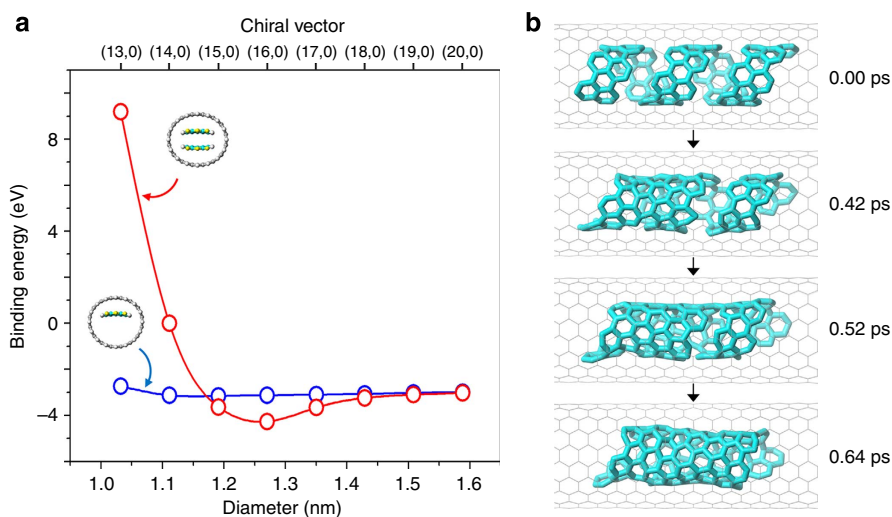 a
Chiral vector
(13,0) (14,0) (15,0) (16,0) (17,0) (18,0) (19,0) (20,0)
Binding energy (eV)
8
4
0
−4
1.0 1.1 1.2 1.3 1.4 1.5 1.6
Diameter (nm)
b
0.00 ps
0.42 ps
0.52 ps
0.64 ps